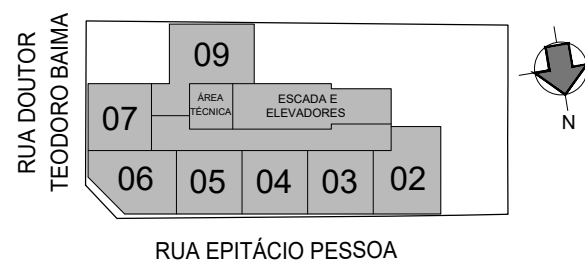 RUA DOUTOR
TEODORO BAIMA
09
ÁREA
TÉCNICA
ESCADA E
ELEVADORES
07
06
05
04
03
02
RUA EPITÁCIO PESSOA
N